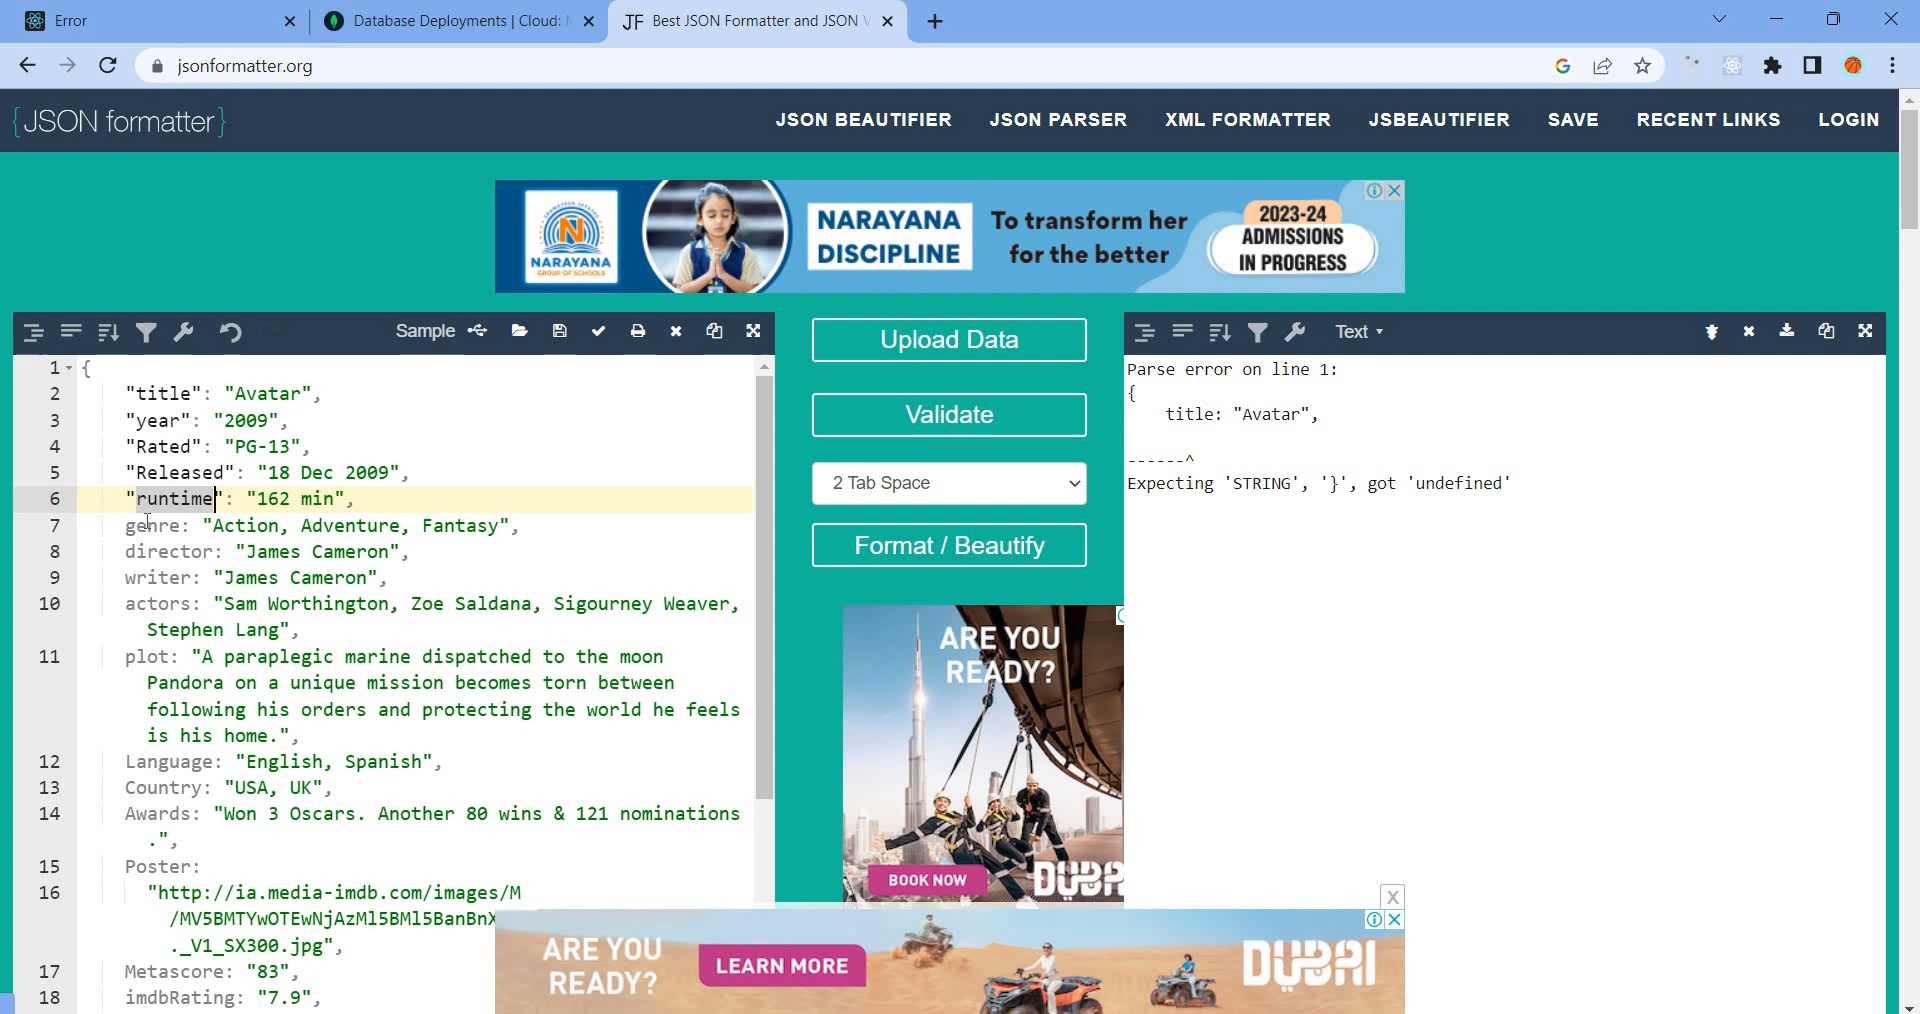 Error
Database Deployments | Cloud:
JF Best JSON Formatter and JSON V
jsonformatter.org
{JSON formatter}
JSON BEAUTIFIER JSON PARSER XML FORMATTER JSBEAUTIFIER SAVE RECENT LINKS LOGIN
N
NARAYANA
GROUP OF SCHOOLS
NARAYANA
DISCIPLINE
To transform her
for the better
2023-24
ADMISSIONS
IN PROGRESS
Sample
1 {
2 "title": "Avatar",
3 "year": "2009",
4 "Rated": "PG-13",
5 "Released": "18 Dec 2009",
6 "runtime": "162 min",
7 genre: "Action, Adventure, Fantasy",
8 director: "James Cameron",
9 writer: "James Cameron",
10 actors: "Sam Worthington, Zoe Saldana, Sigourney Weaver,
Stephen Lang",
11 plot: "A paraplegic marine dispatched to the moon
Pandora on a unique mission becomes torn between
following his orders and protecting the world he feels
is his home.",
12 Language: "English, Spanish",
13 Country: "USA, UK",
14 Awards: "Won 3 Oscars. Another 80 wins & 121 nominations
.",
15 Poster:
16 "http://ia.media-imdb.com/images/M
/MV5BMTYwOTEwNjAzMl5BMl5BanBnX
._V1_SX300.jpg",
17 Metascore: "83",
18 imdbRating: "7.9",
Upload Data
Validate
2 Tab Space
Format / Beautify
ARE YOU
READY?
BOOK NOW
DUBA
Text
Parse error on line 1:
{
title: "Avatar",
------^
Expecting 'STRING', '}', got 'undefined'
X
ARE YOU
READY?
LEARN MORE
DUBAI